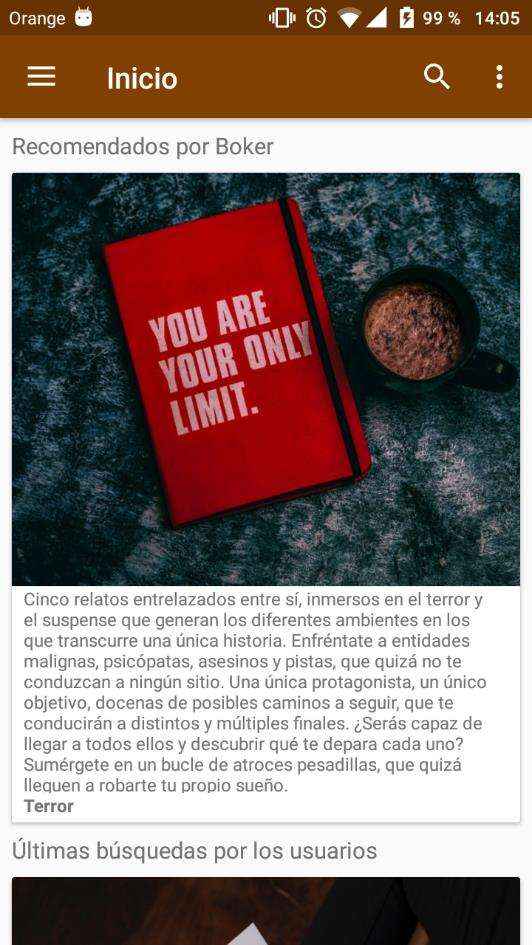 Orange 99 % 14:05
Inicio
Recomendados por Boker
YOU ARE
YOUR ONLY
LIMIT.
Cinco relatos entrelazados entre sí, inmersos en el terror y
el suspense que generan los diferentes ambientes en los
que transcurre una única historia. Enfréntate a entidades
malignas, psicópatas, asesinos y pistas, que quizá no te
conduzcan a ningún sitio. Una única protagonista, un único
objetivo, docenas de posibles caminos a seguir, que te
conducirán a distintos y múltiples finales. ¿Serás capaz de
llegar a todos ellos y descubrir qué te depara cada uno?
Sumérgete en un bucle de atroces pesadillas, que quizá
lleguen a robarte tu propio sueño.
Terror
Últimas búsquedas por los usuarios